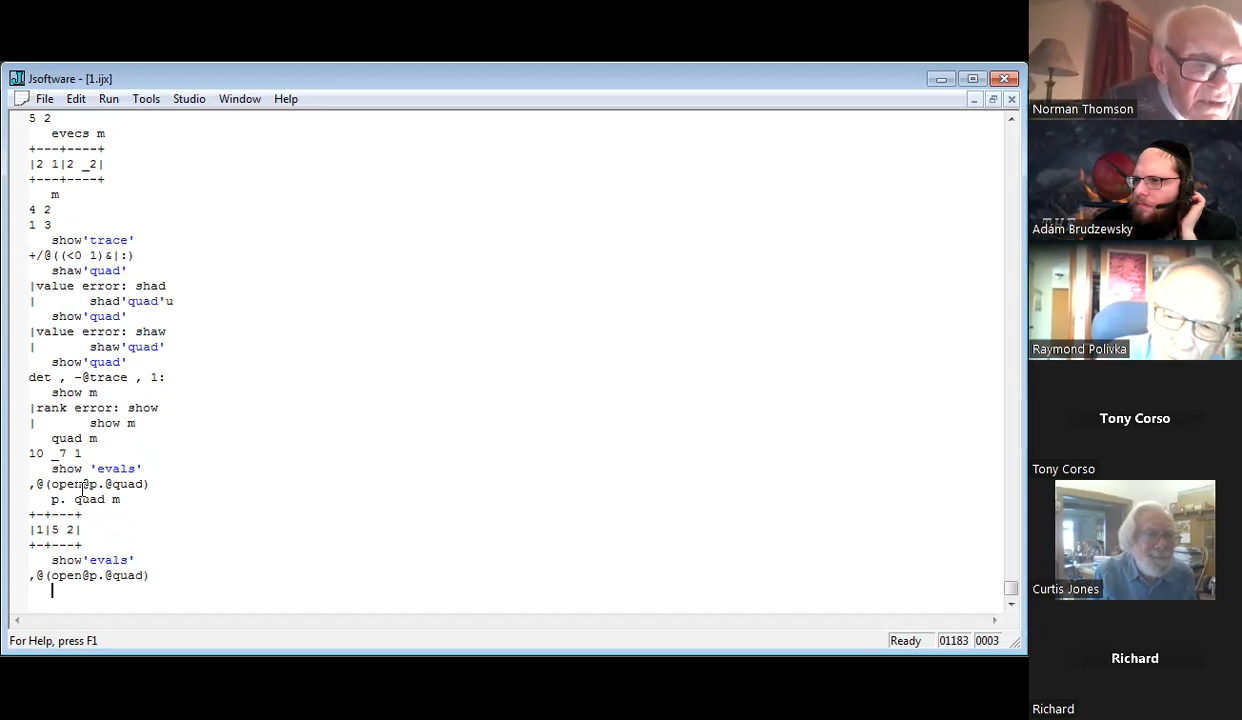 Jsoftware - [1.ijx]
File Edit Run Tools Studio Window Help
5 2
evecs m
+---+----+
|2 1|2 _2|
+---+----+
m
4 2
1 3
show'trace'
+/@((<0 1)&|:)
shaw'quad'
|value error: shad
| shad'quad'u
show'quad'
|value error: shaw
| shaw'quad'
show'quad'
det , -@trace , 1:
show m
|rank error: show
| show m
quad m
10 _7 1
show 'evals'
,@(open@p.@quad)
p. quad m
+-+---+
|1|5 2|
+-+---+
show'evals'
,@(open@p.@quad)
For Help, press F1
Ready 01183 0003
Norman Thomson
Adam Brudzewsky
Raymond Polivka
Tony Corso
Tony Corso
Curtis Jones
Richard
Richard